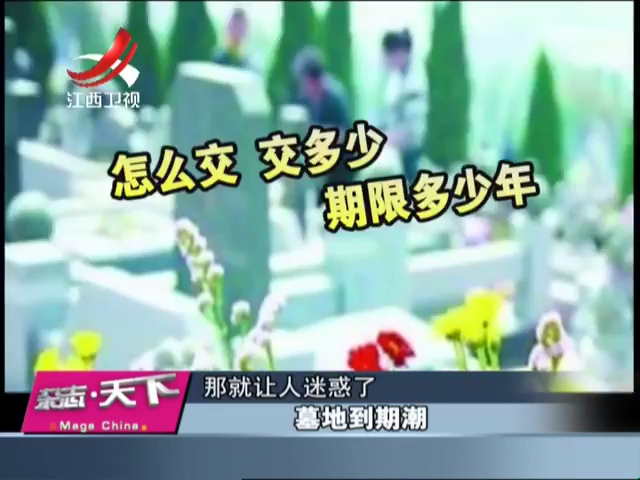 江西卫视
怎么交 交多少
期限多少年
杂志·天下
Maga China
那就让人迷惑了
墓地到期潮